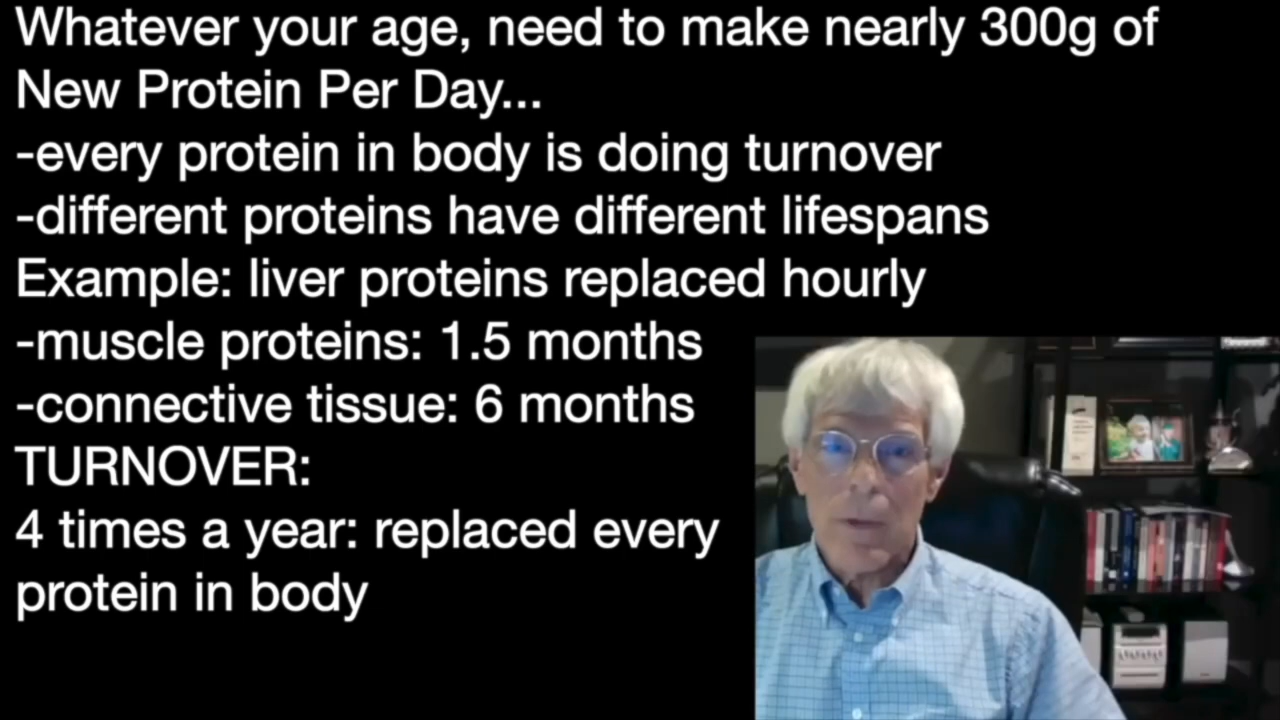 Whatever your age, need to make nearly 300g of
New Protein Per Day...
-every protein in body is doing turnover
-different proteins have different lifespans
Example: liver proteins replaced hourly
-muscle proteins: 1.5 months
-connective tissue: 6 months
TURNOVER:
4 times a year: replaced every
protein in body